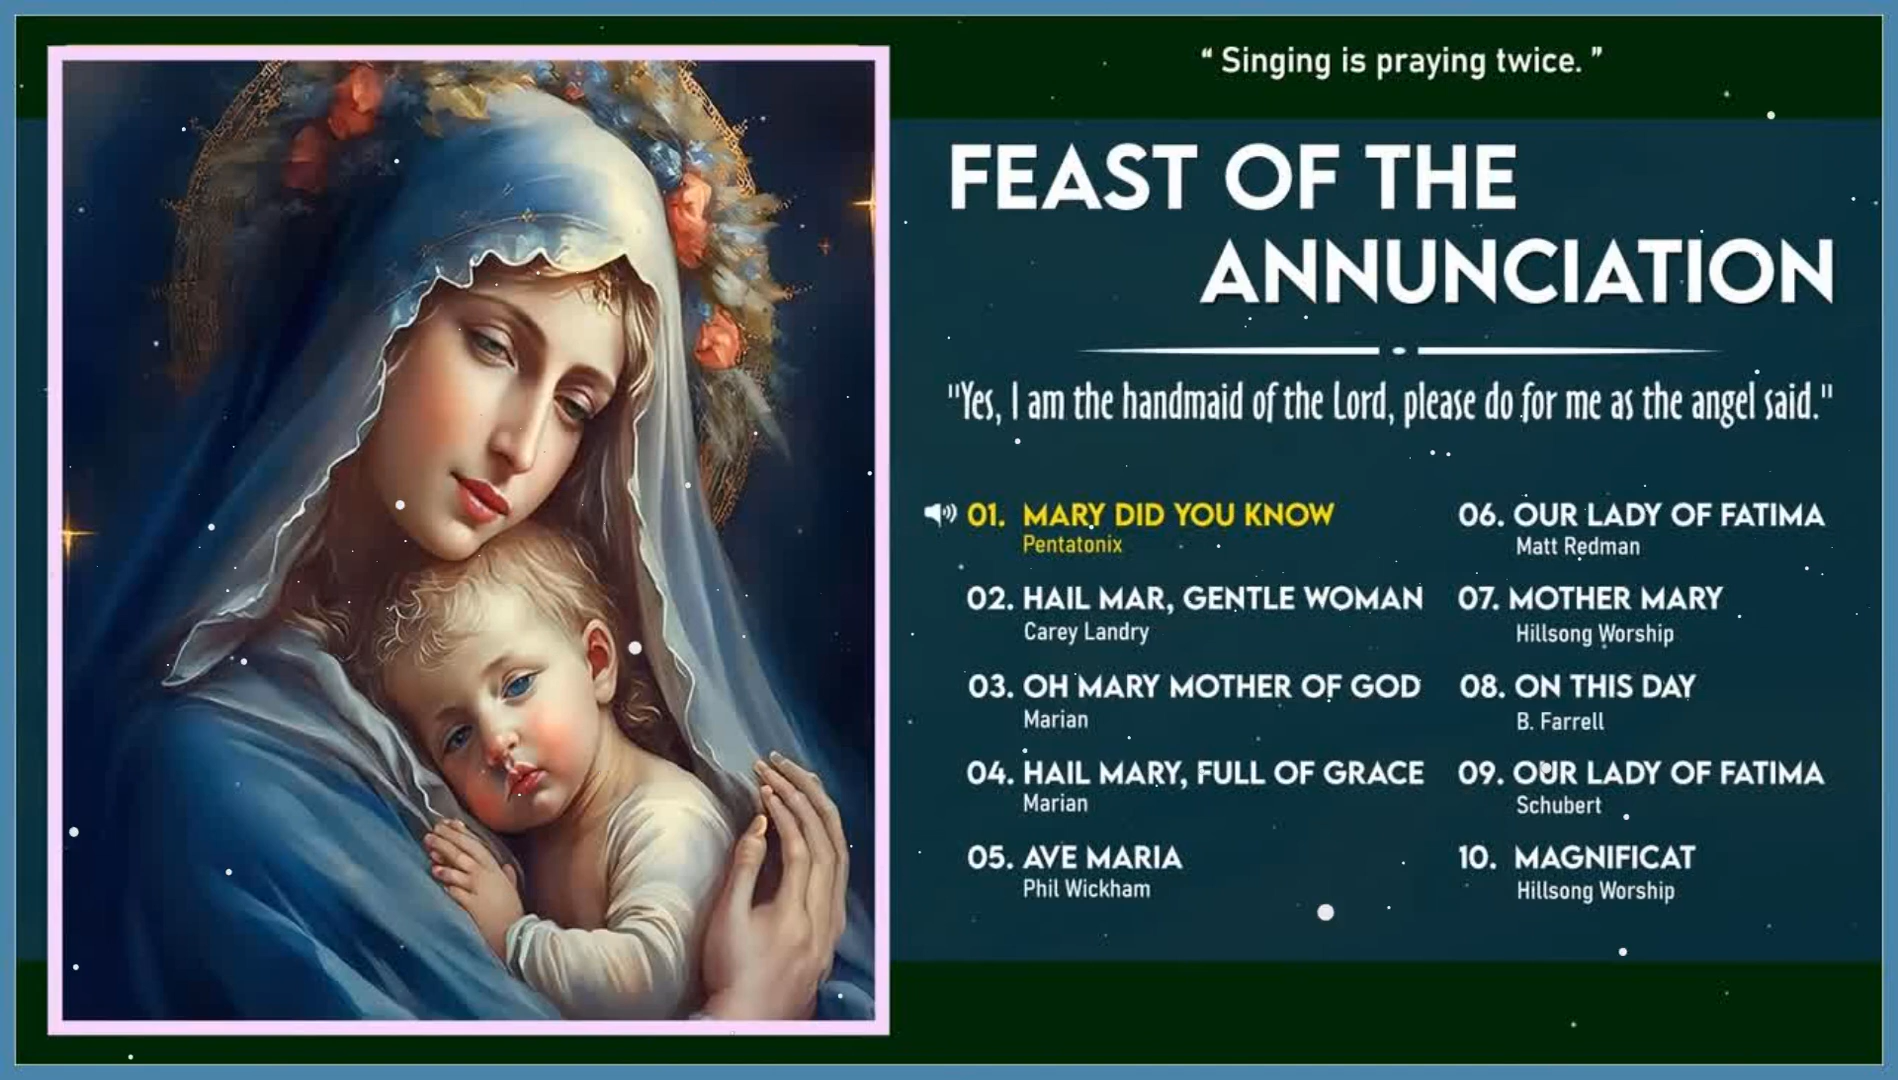 “ Singing is praying twice. ”
FEAST OF THE
ANNUNCIATION
"Yes, I am the handmaid of the Lord, please do for me as the angel said."
01. MARY DID YOU KNOW
Pentatonix
02. HAIL MAR, GENTLE WOMAN
Carey Landry
03. OH MARY MOTHER OF GOD
Marian
04. HAIL MARY, FULL OF GRACE
Marian
05. AVE MARIA
Phil Wickham
06. OUR LADY OF FATIMA
Matt Redman
07. MOTHER MARY
Hillsong Worship
08. ON THIS DAY
B. Farrell
09. OUR LADY OF FATIMA
Schubert
10. MAGNIFICAT
Hillsong Worship